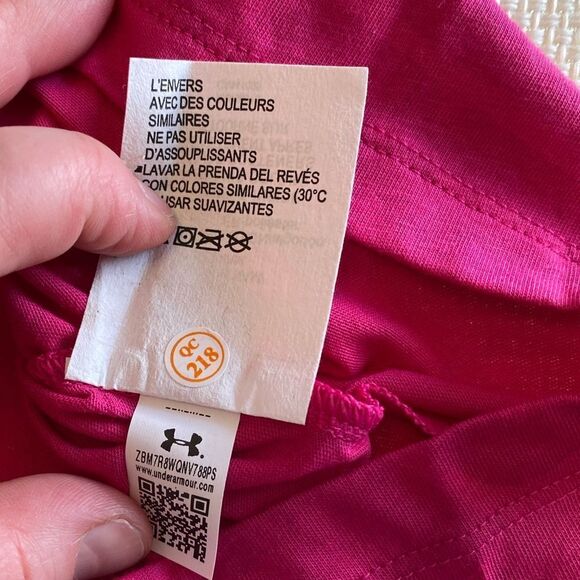 L'ENVERS
AVEC DES COULEURS
SIMILAIRES
NE PAS UTILISER
D'ASSOUPLISSANTS
LAVAR LA PRENDA DEL REVÉS
CON COLORES SIMILARES (30°C
USAR SUAVIZANTES
QC
218
ZBM7R8WQNV788PS
www.underarmour.com